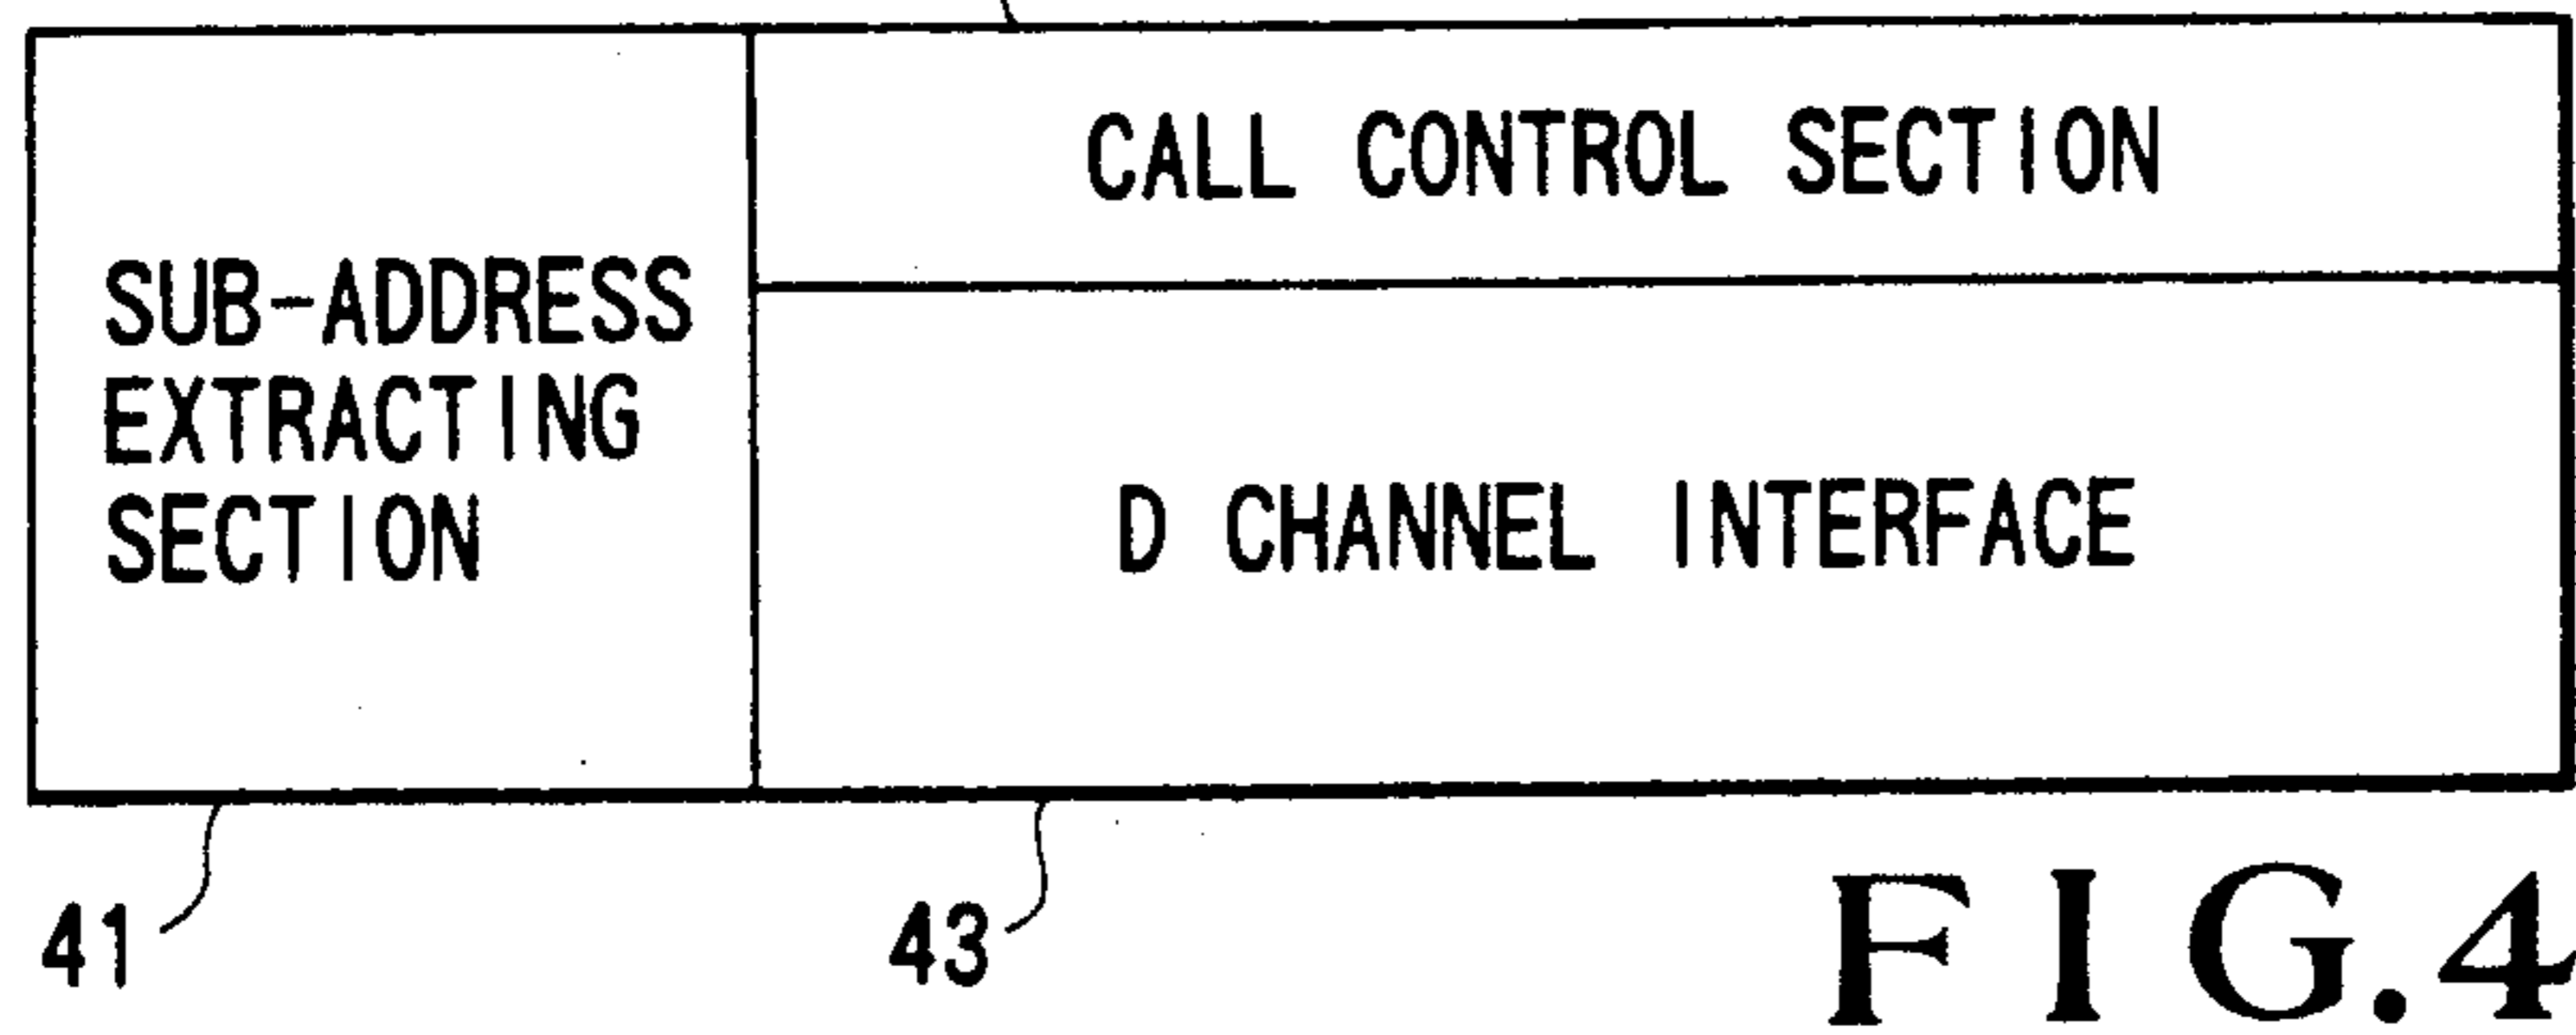 CALL CONTROL SECTION
SUB-ADDRESS
EXTRACTING
SECTION
D CHANNEL INTERFACE
41
43
FIG.4